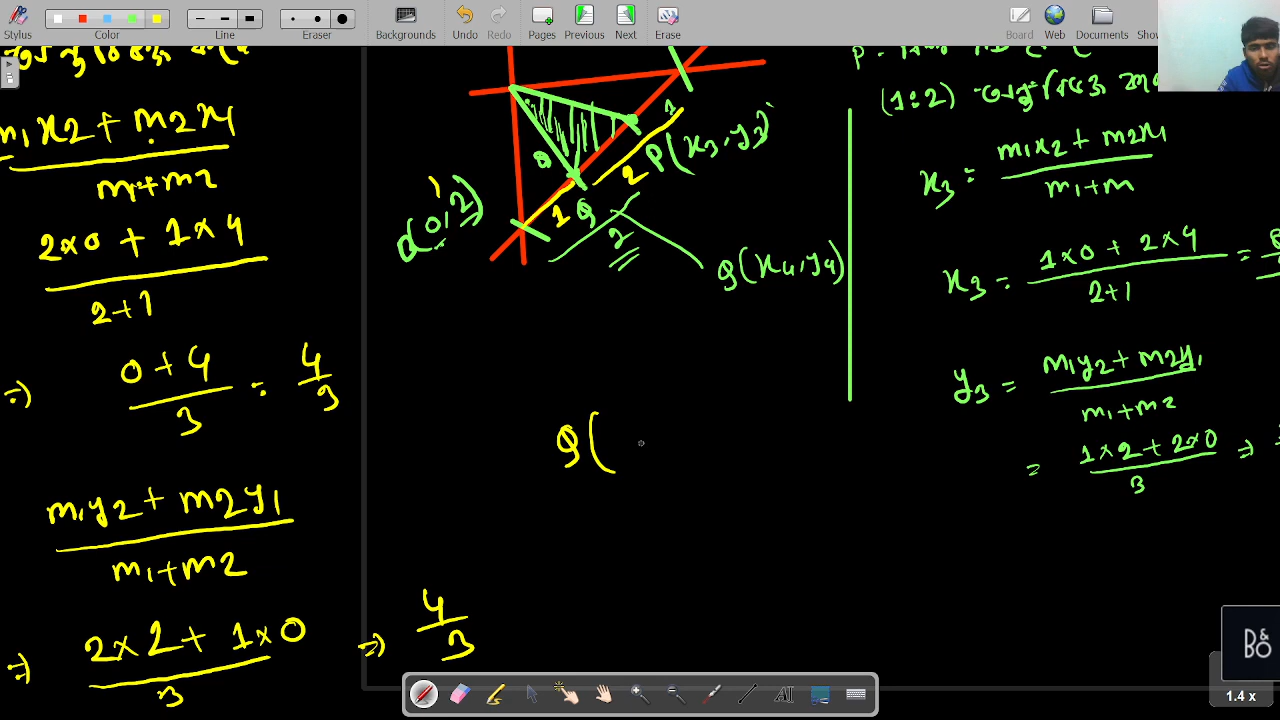 Stylus Color Line Eraser Backgrounds Undo Redo Pages Previous Next Erase Board Web Documents
m₁x2 + m2x1
m1+m2
2×0 + 1×4
2+1
=) 0+4 / 3 = 4/3
m₁y2 + m2y1
m1+m2
=) 2×2 + 1×0 / 3 =) 4/3
1
P(x3, y3)
2
(0, 2)
1 Q
2
Q(x4, y4)
Q(
(1:2)
x3 = m1x2 + m2x1
m1+m
x3 = 1×0 + 2×4 / 2+1 =
y3 = m1y2 + m2y1
m1+m2
= 1×2 + 2×0 / 3 =)
B&O
1.4 x